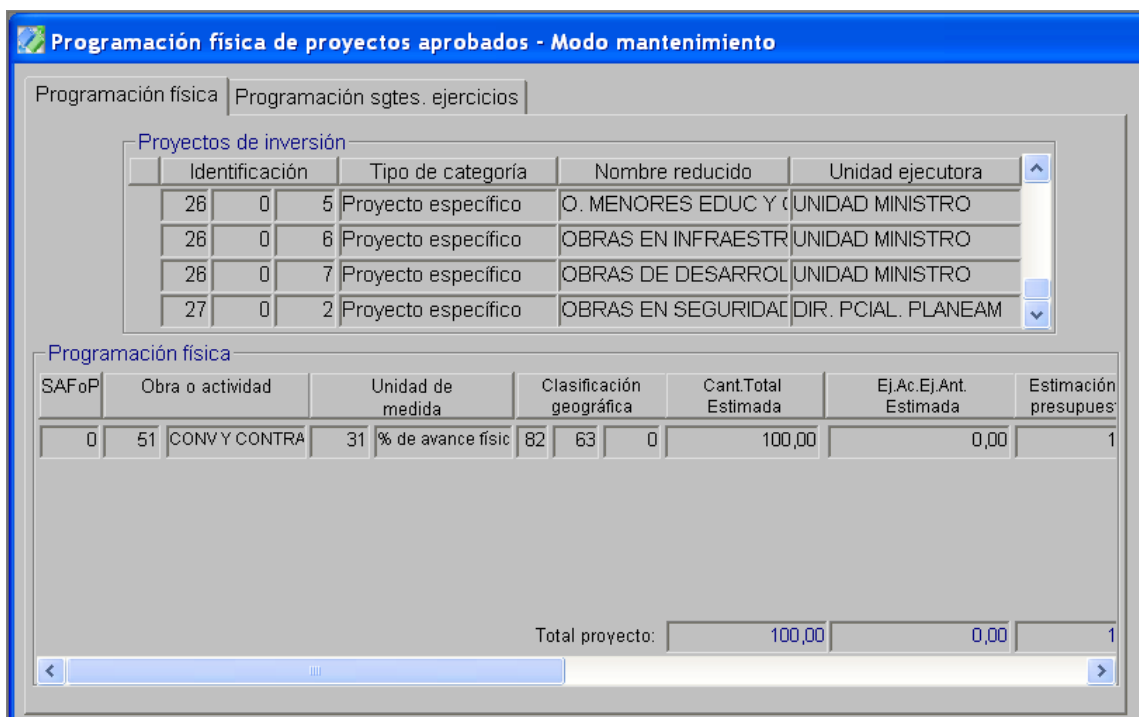 Programación física de proyectos aprobados - Modo mantenimiento
Programación física Programación sgtes. ejercicios
Proyectos de inversión
Identificación Tipo de categoría Nombre reducido Unidad ejecutora
26 0 5 Proyecto específico O. MENORES EDUC Y UNIDAD MINISTRO
26 0 6 Proyecto específico OBRAS EN INFRAESTR UNIDAD MINISTRO
26 0 7 Proyecto específico OBRAS DE DESARROL UNIDAD MINISTRO
27 0 2 Proyecto específico OBRAS EN SEGURIDAD DIR. PCIAL. PLANEAM
Programación física
SAFoP Obra o actividad Unidad de medida Clasificación geográfica Cant.Total Estimada Ej.Ac.Ej.Ant. Estimada Estimación presupues
0 51 CONV Y CONTRA 31 % de avance físic 82 63 0 100,00 0,00 1
Total proyecto: 100,00 0,00 1